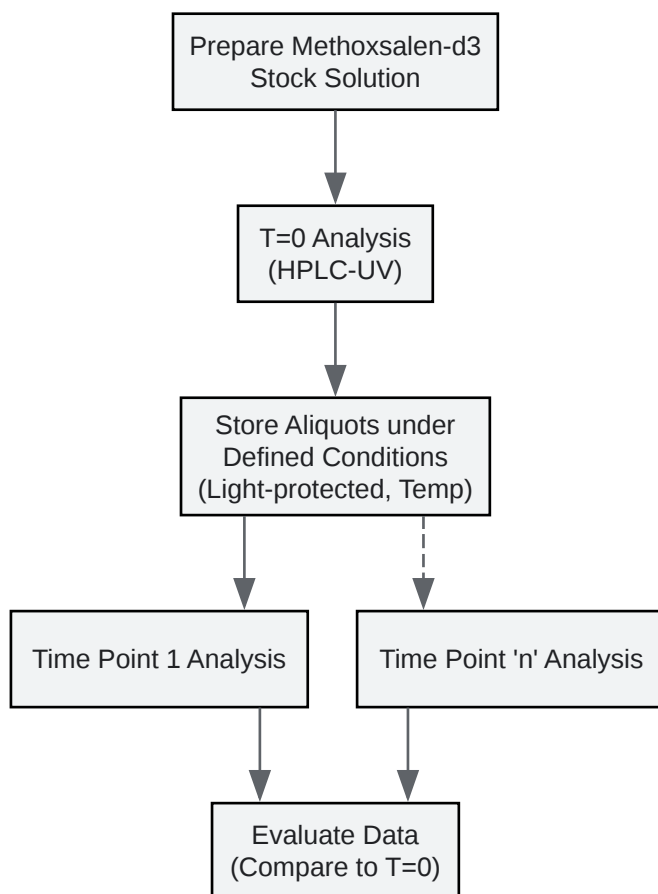 Prepare Methoxsalen-d3
Stock Solution
T=0 Analysis
(HPLC-UV)
Store Aliquots under
Defined Conditions
(Light-protected, Temp)
Time Point 1 Analysis
Time Point 'n' Analysis
Evaluate Data
(Compare to T=0)